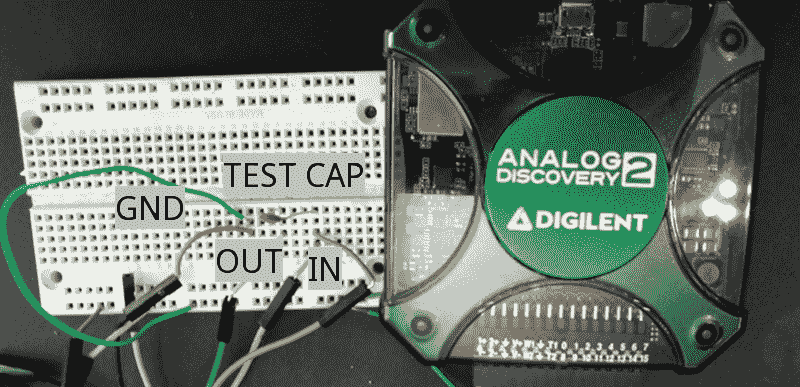 TEST CAP
GND
OUT
IN
ANALOG
DISCOVERY 2
DIGILENT